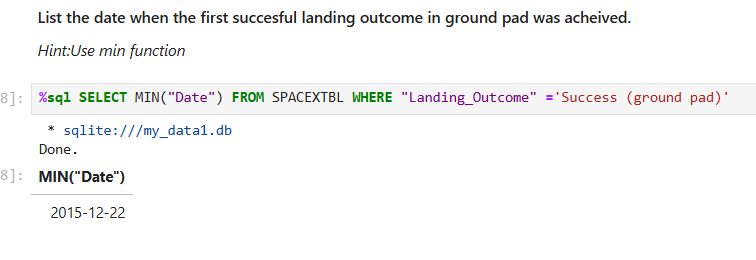 List the date when the first succesful landing outcome in ground pad was acheived.
Hint:Use min function
8]: %sql SELECT MIN("Date") FROM SPACEXTBL WHERE "Landing_Outcome" ='Success (ground pad)'
* sqlite:///my_data1.db
Done.
8]: MIN("Date")
2015-12-22